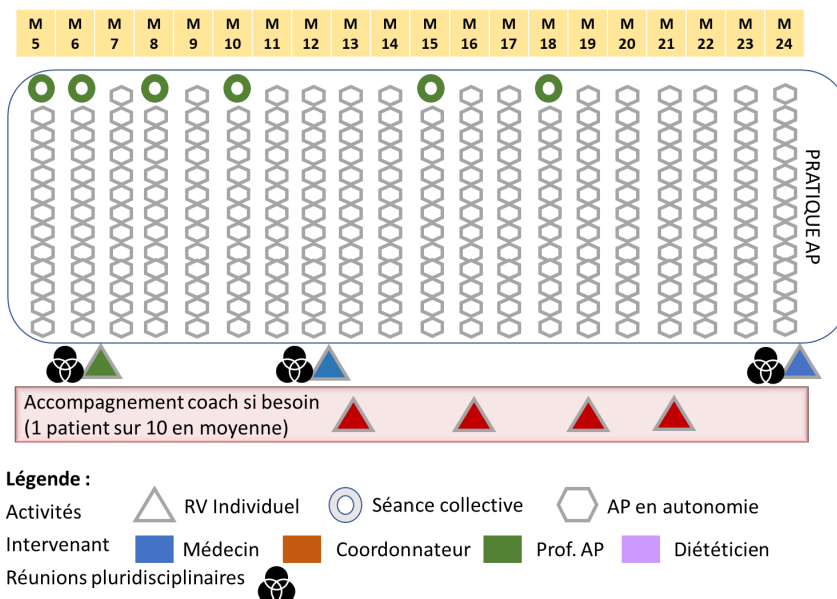 M M M M M M M M M M M M M M M M M M M M
5 6 7 8 9 10 11 12 13 14 15 16 17 18 19 20 21 22 23 24
PRATIQUE AP
Accompagnement coach si besoin
(1 patient sur 10 en moyenne)
Légende :
Activités RV Individuel Séance collective AP en autonomie
Intervenant Médecin Coordonnateur Prof. AP Diététicien
Réunions pluridisciplinaires